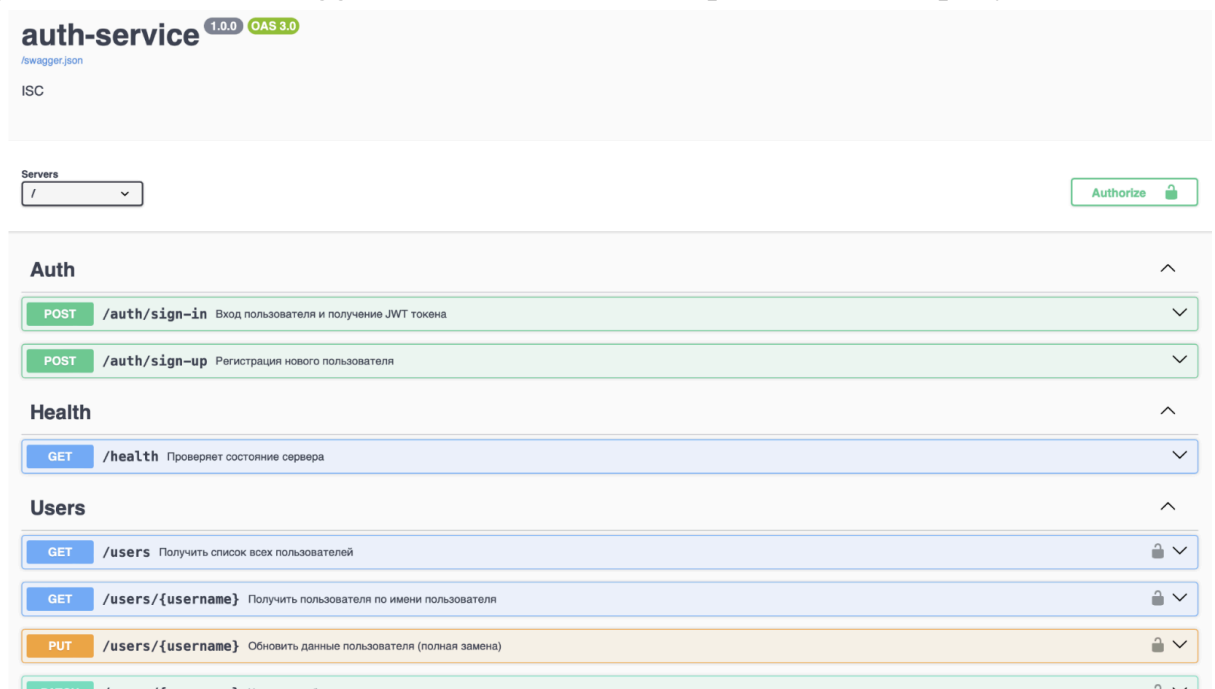 auth-service 1.0.0 OAS 3.0
/swagger.json
ISC
Servers
/
Authorize
Auth
POST /auth/sign-in Вход пользователя и получение JWT токена
POST /auth/sign-up Регистрация нового пользователя
Health
GET /health Проверяет состояние сервера
Users
GET /users Получить список всех пользователей
GET /users/{username} Получить пользователя по имени пользователя
PUT /users/{username} Обновить данные пользователя (полная замена)